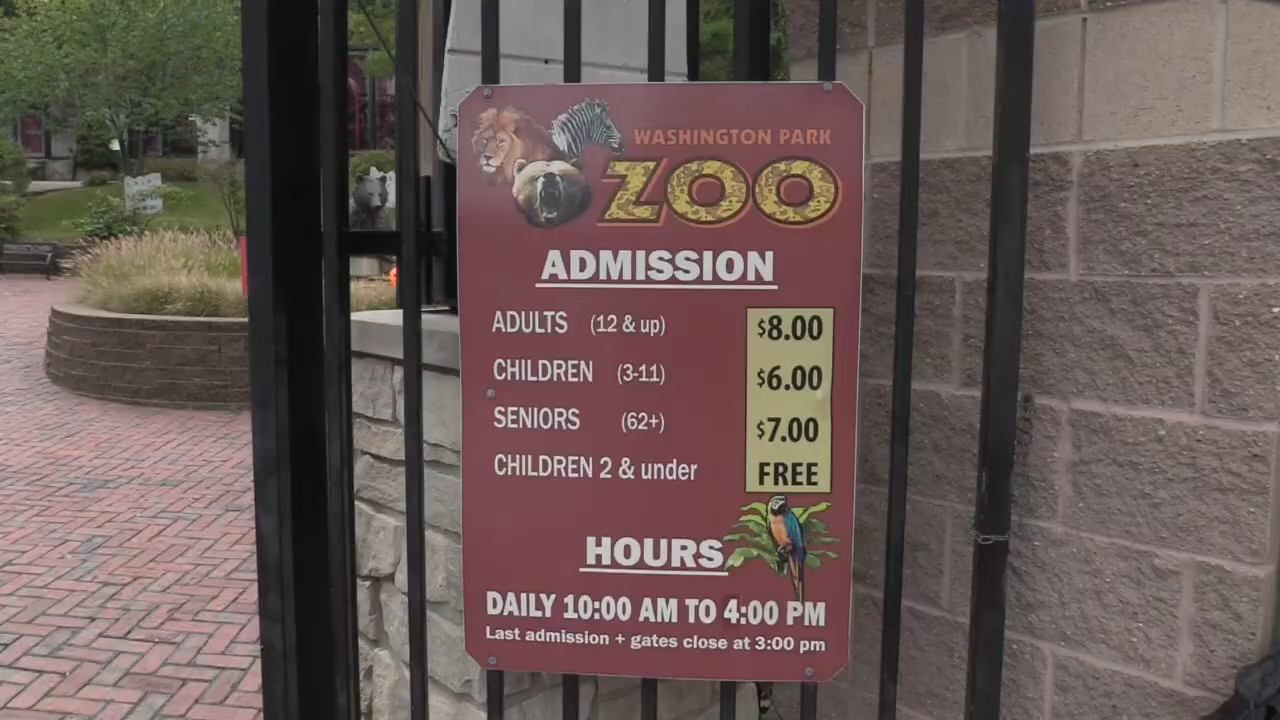 WASHINGTON PARK
ZOO
ADMISSION
ADULTS (12 & up) $8.00
CHILDREN (3-11) $6.00
SENIORS (62+) $7.00
CHILDREN 2 & under FREE
HOURS
DAILY 10:00 AM TO 4:00 PM
Last admission + gates close at 3:00 pm